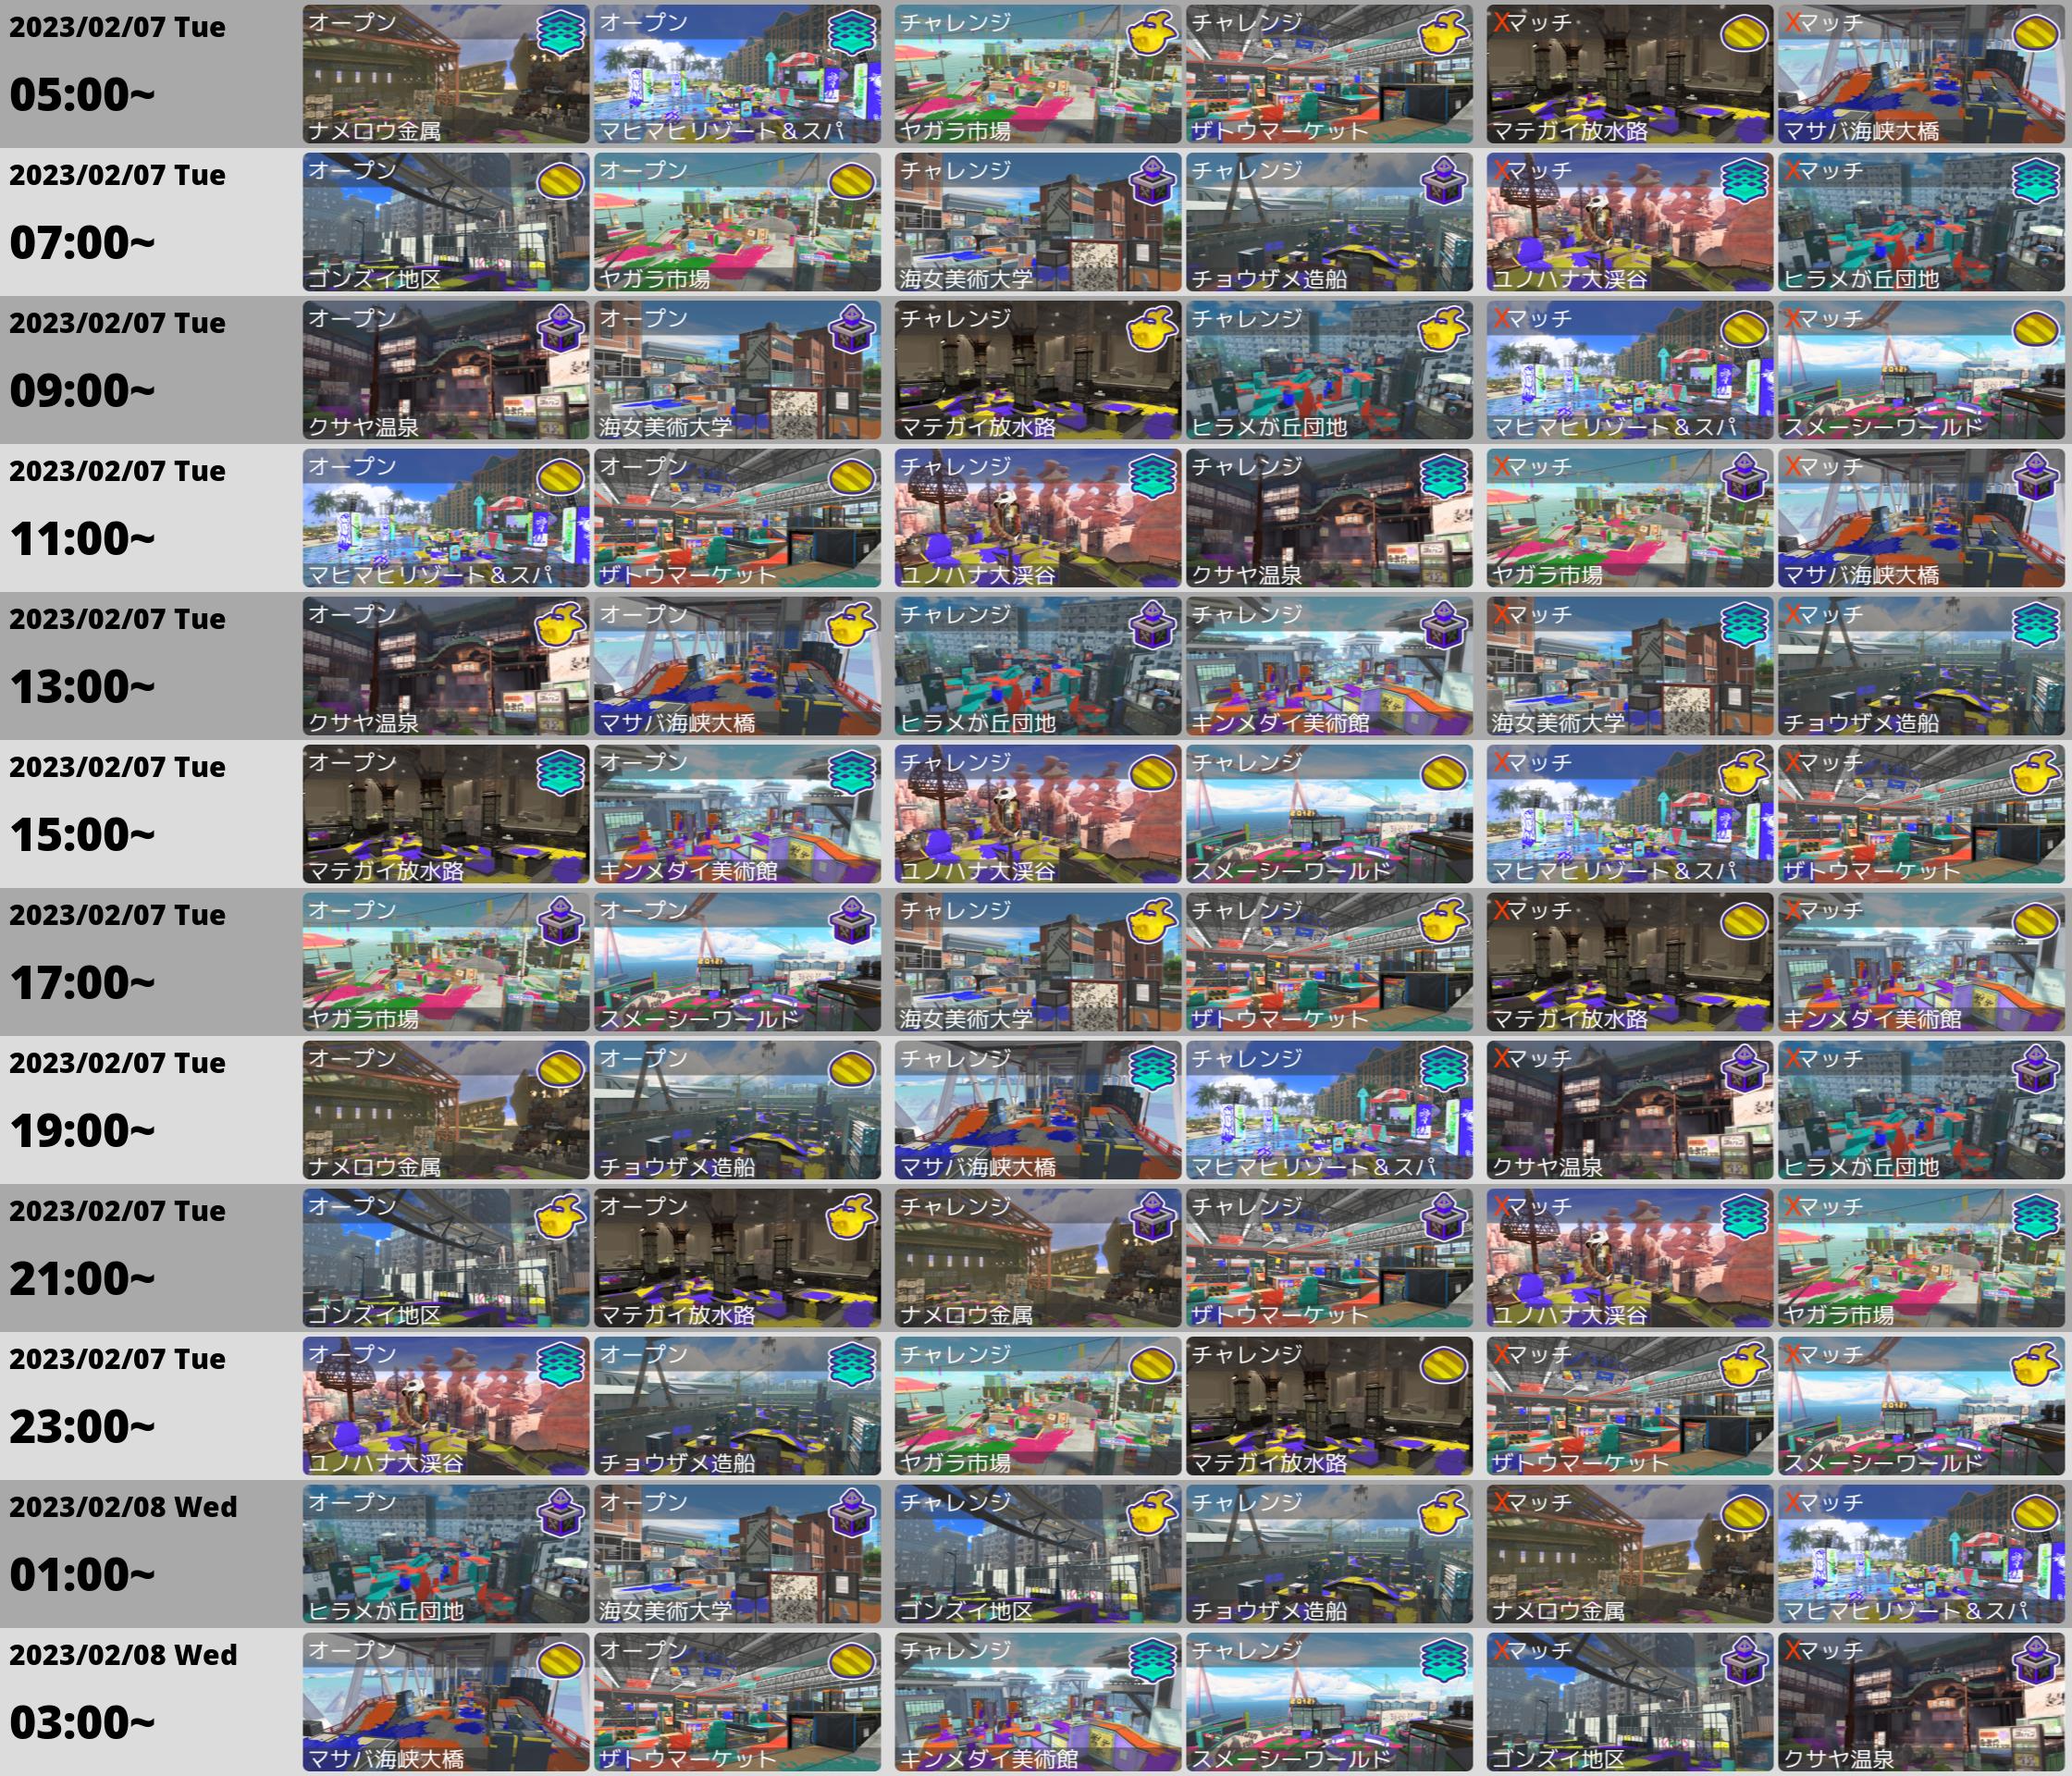 2023/02/07 Tue
05:00~
オープン
ナメロウ金属
オープン
マヒマヒリゾート＆スパ
チャレンジ
ヤガラ市場
チャレンジ
ザトウマーケット
Xマッチ
マテガイ放水路
Xマッチ
マサバ海峡大橋
2023/02/07 Tue
07:00~
オープン
ゴンズイ地区
オープン
ヤガラ市場
チャレンジ
海女美術大学
チャレンジ
チョウザメ造船
Xマッチ
ユノハナ大渓谷
Xマッチ
ヒラメが丘団地
2023/02/07 Tue
09:00~
オープン
クサヤ温泉
オープン
海女美術大学
チャレンジ
マテガイ放水路
チャレンジ
ヒラメが丘団地
Xマッチ
マヒマヒリゾート＆スパ
Xマッチ
スメーシーワールド
2023/02/07 Tue
11:00~
オープン
マヒマヒリゾート＆スパ
オープン
ザトウマーケット
チャレンジ
ユノハナ大渓谷
チャレンジ
クサヤ温泉
Xマッチ
ヤガラ市場
Xマッチ
マサバ海峡大橋
2023/02/07 Tue
13:00~
オープン
クサヤ温泉
オープン
マサバ海峡大橋
チャレンジ
ヒラメが丘団地
チャレンジ
キンメダイ美術館
Xマッチ
海女美術大学
Xマッチ
チョウザメ造船
2023/02/07 Tue
15:00~
オープン
マテガイ放水路
オープン
キンメダイ美術館
チャレンジ
ユノハナ大渓谷
チャレンジ
スメーシーワールド
Xマッチ
マヒマヒリゾート＆スパ
Xマッチ
ザトウマーケット
2023/02/07 Tue
17:00~
オープン
ヤガラ市場
オープン
スメーシーワールド
チャレンジ
海女美術大学
チャレンジ
ザトウマーケット
Xマッチ
マテガイ放水路
Xマッチ
キンメダイ美術館
2023/02/07 Tue
19:00~
オープン
ナメロウ金属
オープン
チョウザメ造船
チャレンジ
マサバ海峡大橋
チャレンジ
マヒマヒリゾート＆スパ
Xマッチ
クサヤ温泉
Xマッチ
ヒラメが丘団地
2023/02/07 Tue
21:00~
オープン
ゴンズイ地区
オープン
マテガイ放水路
チャレンジ
ナメロウ金属
チャレンジ
ザトウマーケット
Xマッチ
ユノハナ大渓谷
Xマッチ
ヤガラ市場
2023/02/07 Tue
23:00~
オープン
ユノハナ大渓谷
オープン
チョウザメ造船
チャレンジ
ヤガラ市場
チャレンジ
マテガイ放水路
Xマッチ
ザトウマーケット
Xマッチ
スメーシーワールド
2023/02/08 Wed
01:00~
オープン
ヒラメが丘団地
オープン
海女美術大学
チャレンジ
ゴンズイ地区
チャレンジ
チョウザメ造船
Xマッチ
ナメロウ金属
Xマッチ
マヒマヒリゾート＆スパ
2023/02/08 Wed
03:00~
オープン
マサバ海峡大橋
オープン
ザトウマーケット
チャレンジ
キンメダイ美術館
チャレンジ
スメーシーワールド
Xマッチ
ゴンズイ地区
Xマッチ
クサヤ温泉